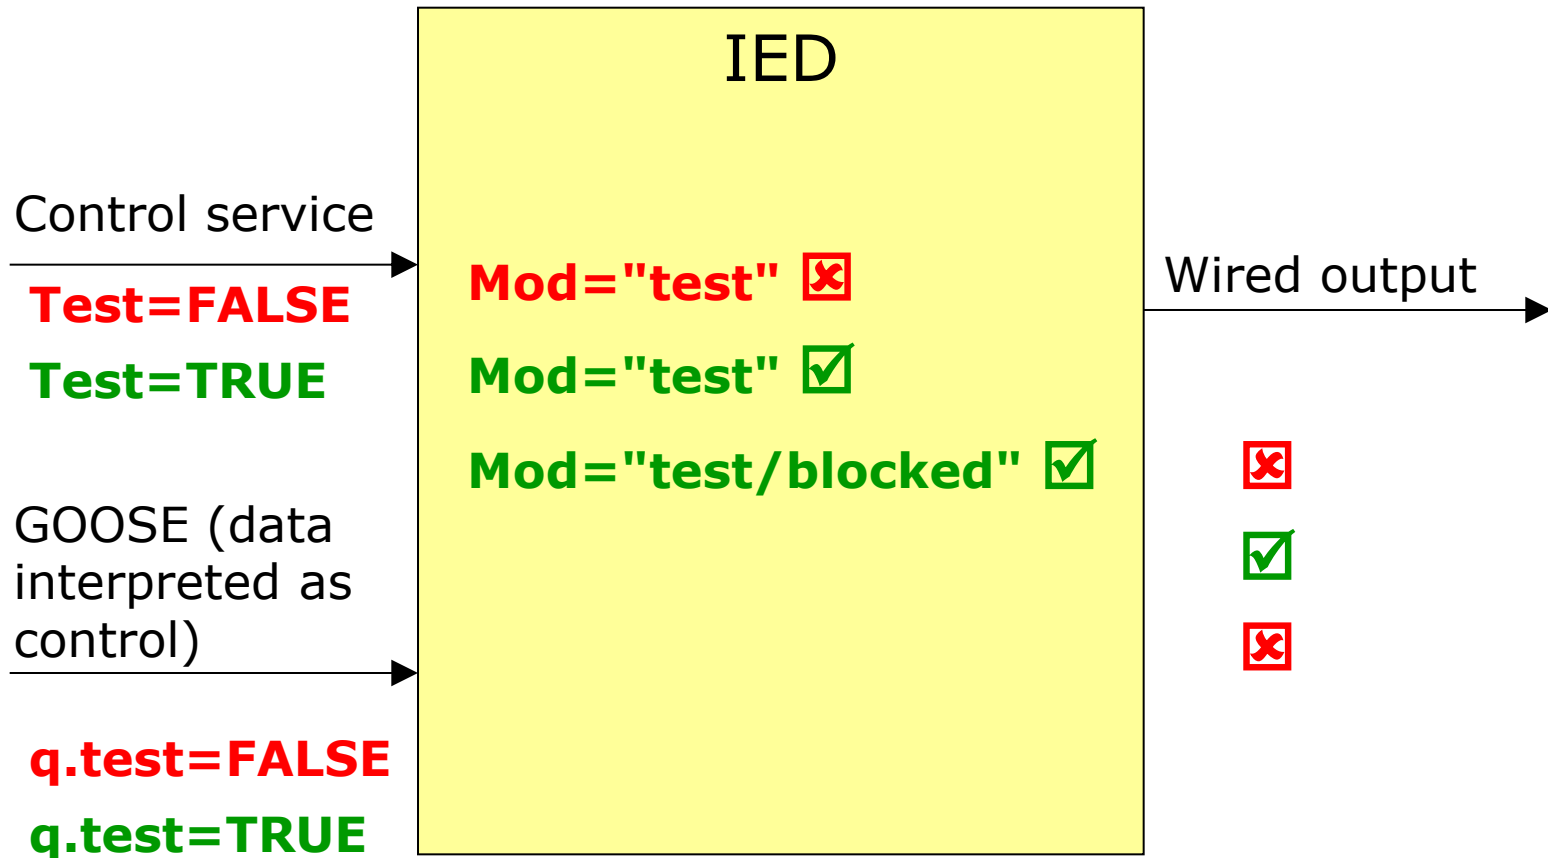 IED
Control service
Test=FALSE
Test=TRUE
GOOSE (data
interpreted as
control)
q.test=FALSE
q.test=TRUE
Mod="test"
Mod="test"
Mod="test/blocked"
Wired output